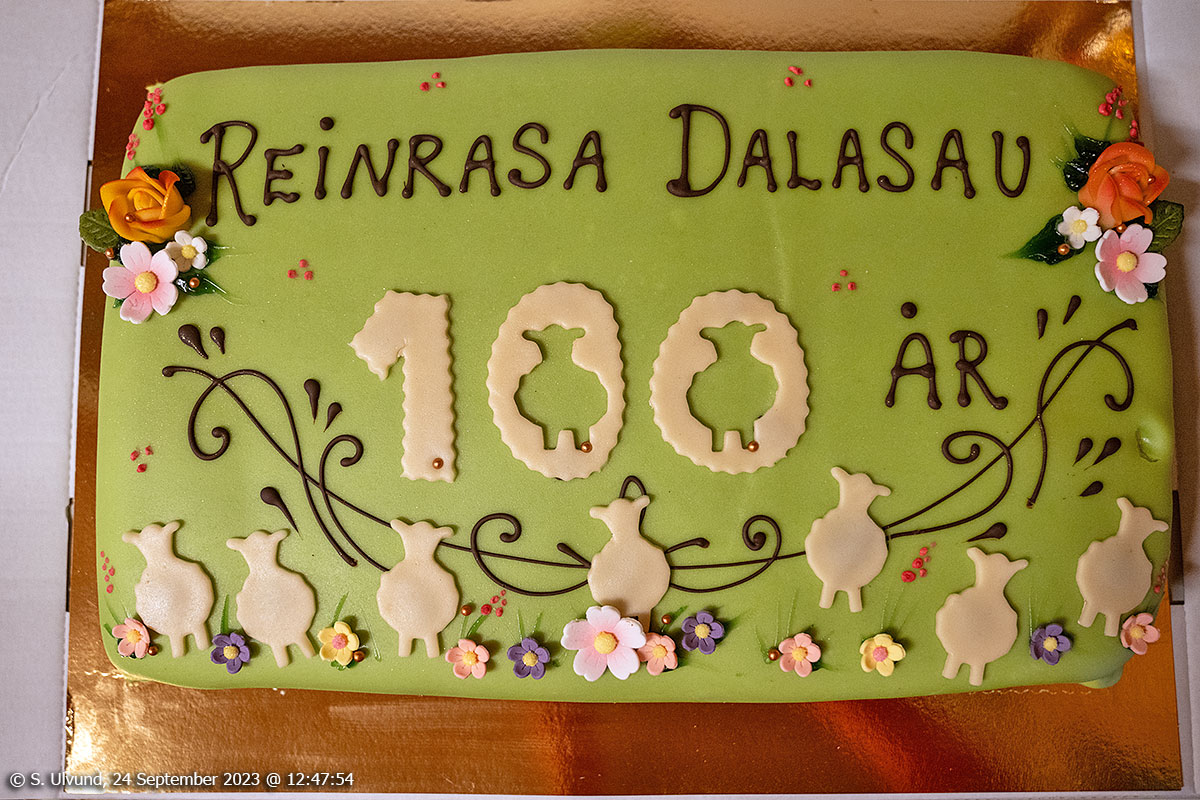 REINRASA DALASAU
100 ÅR
© S. Ulvund, 24 September 2023 @ 12:47:54